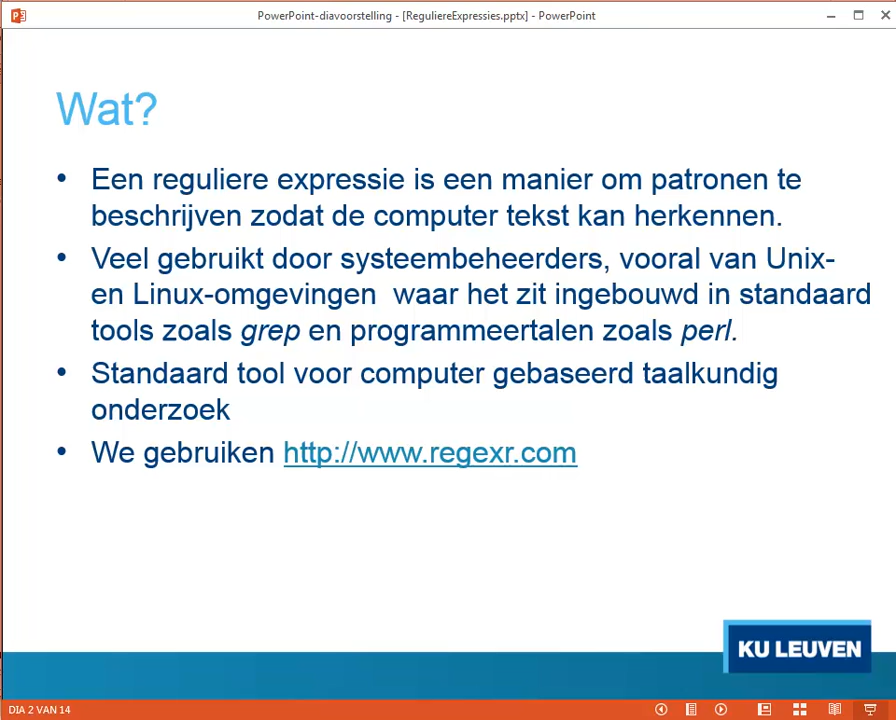 PowerPoint-diavoorstelling - [ReguliereExpressies.pptx] - PowerPoint
Wat?
• Een reguliere expressie is een manier om patronen te
beschrijven zodat de computer tekst kan herkennen.
• Veel gebruikt door systeembeheerders, vooral van Unix-
en Linux-omgevingen waar het zit ingebouwd in standaard
tools zoals grep en programmeertalen zoals perl.
• Standaard tool voor computer gebaseerd taalkundig
onderzoek
• We gebruiken http://www.regexr.com
KU LEUVEN
DIA 2 VAN 14